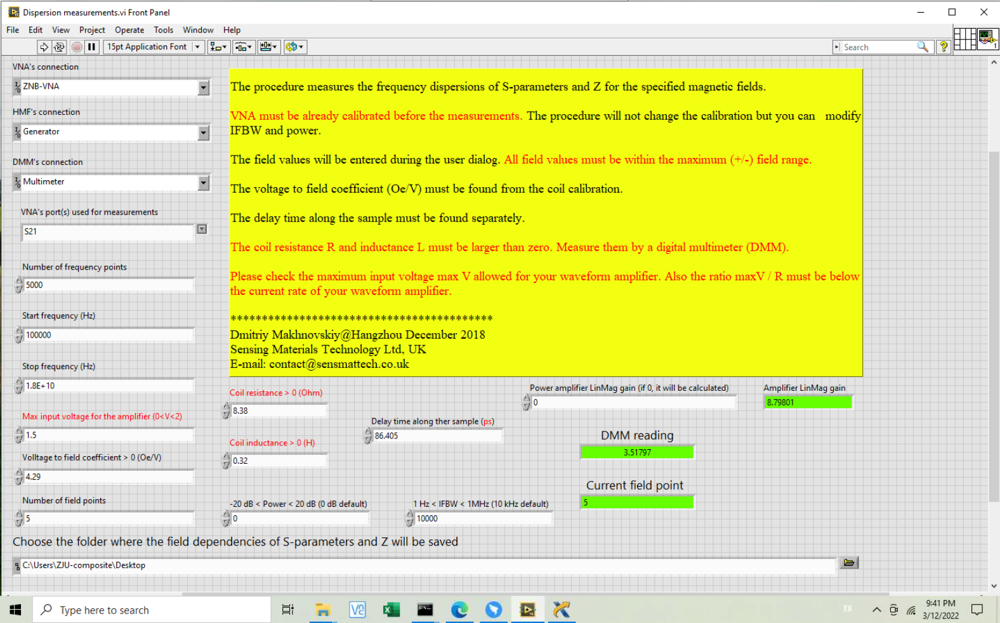 Dispersion measurements.vi Front Panel
File Edit View Project Operate Tools Window Help
15pt Application Font
Search
?
1
VNA's connection
ZNB-VNA
HMF's connection
Generator
DMM's connection
Multimeter
VNA's port(s) used for measurements
S21
Number of frequency points
5000
Start frequency (Hz)
100000
Stop frequency (Hz)
1.8E+10
Max input voltage for the amplifier (0<V<2)
1.5
Volltage to field coefficient > 0 (Oe/V)
4.29
Number of field points
5
The procedure measures the frequency dispersions of S-parameters and Z for the specified magnetic fields.
VNA must be already calibrated before the measurements. The procedure will not change the calibration but you can modify
IFBW and power.
The field values will be entered during the user dialog. All field values must be within the maximum (+/-) field range.
The voltage to field coefficient (Oe/V) must be found from the coil calibration.
The delay time along the sample must be found separately.
The coil resistance R and inductance L must be larger than zero. Measure them by a digital multimeter (DMM).
Please check the maximum input voltage max V allowed for your waveform amplifier. Also the ratio maxV / R must be below
the current rate of your waveform amplifier.
******************************************
Dmitriy Makhnovskiy@Hangzhou December 2018
Sensing Materials Technology Ltd, UK
E-mail: contact@sensmattech.co.uk
Coil resistance > 0 (Ohm)
8.38
Coil inductance > 0 (H)
0.32
Delay time along ther sample (ps)
86.405
Power amplifier LinMag gain (if 0, it will be calculated)
0
Amplifier LinMag gain
8.79801
DMM reading
3.51797
Current field point
5
-20 dB < Power < 20 dB (0 dB default)
0
1 Hz < IFBW < 1MHz (10 kHz default)
10000
Choose the folder where the field dependencies of S-parameters and Z will be saved
C:\Users\ZJU-composite\Desktop
Type here to search
EN
9:41 PM
3/12/2022